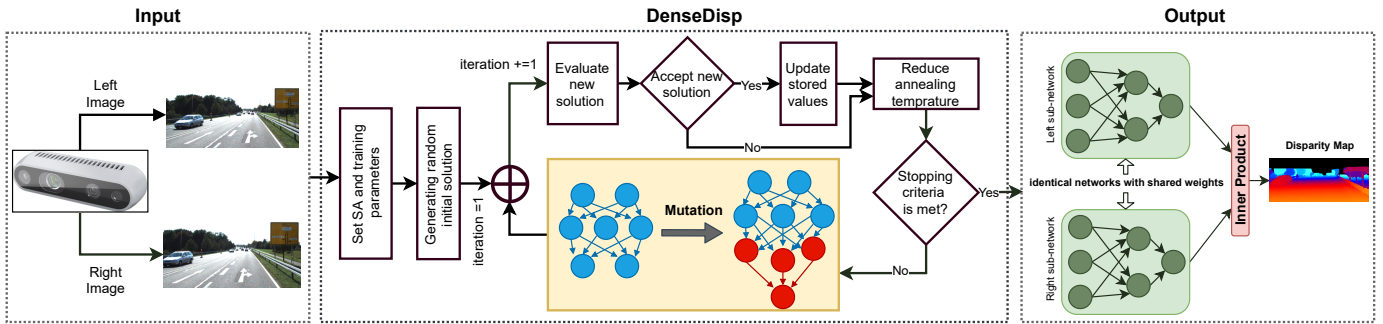 Input
DenseDisp
Output
Left
Image
Right
Image
Set SA and training
parameters
Generating random
initial solution
iteration =1
iteration +=1
Evaluate
new
solution
Accept new
solution
Yes
No
Update
stored
values
Reduce
annealing
temprature
Stopping
criteria
is met?
Yes
No
Mutation
Left sub-network
identical networks with shared weights
Right sub-network
Inner Product
Disparity Map